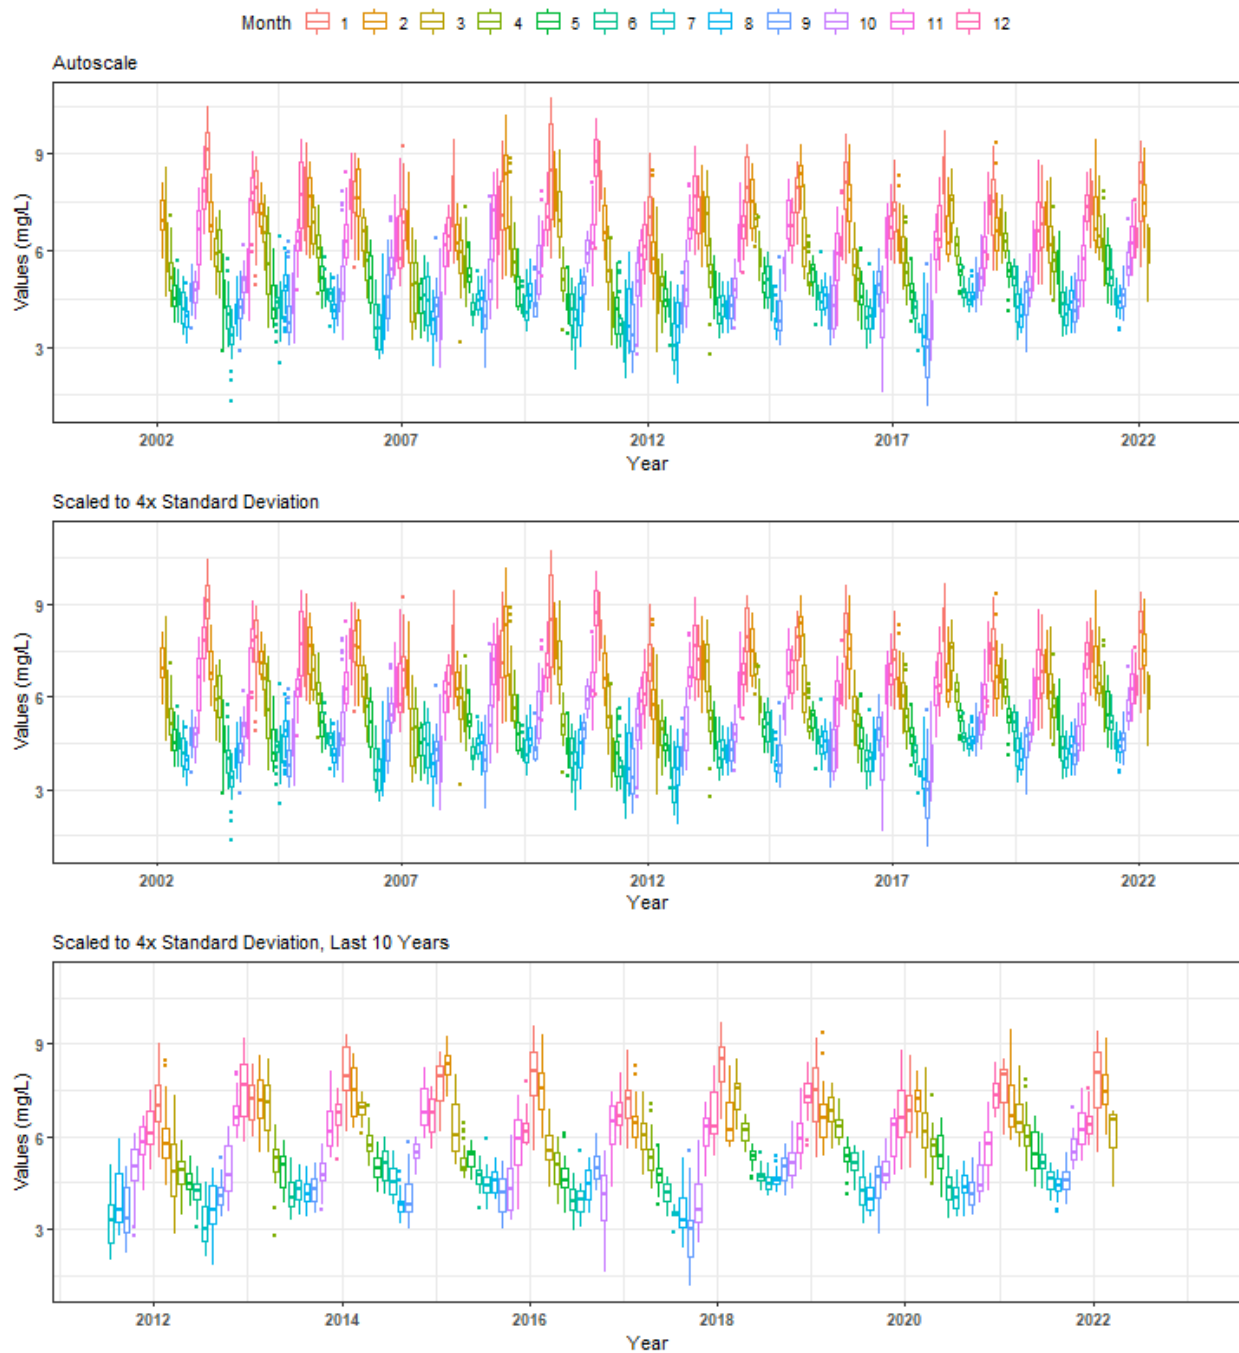 Month 1 2 3 4 5 6 7 8 9 10 11 12
Autoscale
Values (mg/L)
9
6
3
2002 2007 2012 2017 2022
Year
Scaled to 4x Standard Deviation
Values (mg/L)
9
6
3
2002 2007 2012 2017 2022
Year
Scaled to 4x Standard Deviation, Last 10 Years
Values (mg/L)
9
6
3
2012 2014 2016 2018 2020 2022
Year